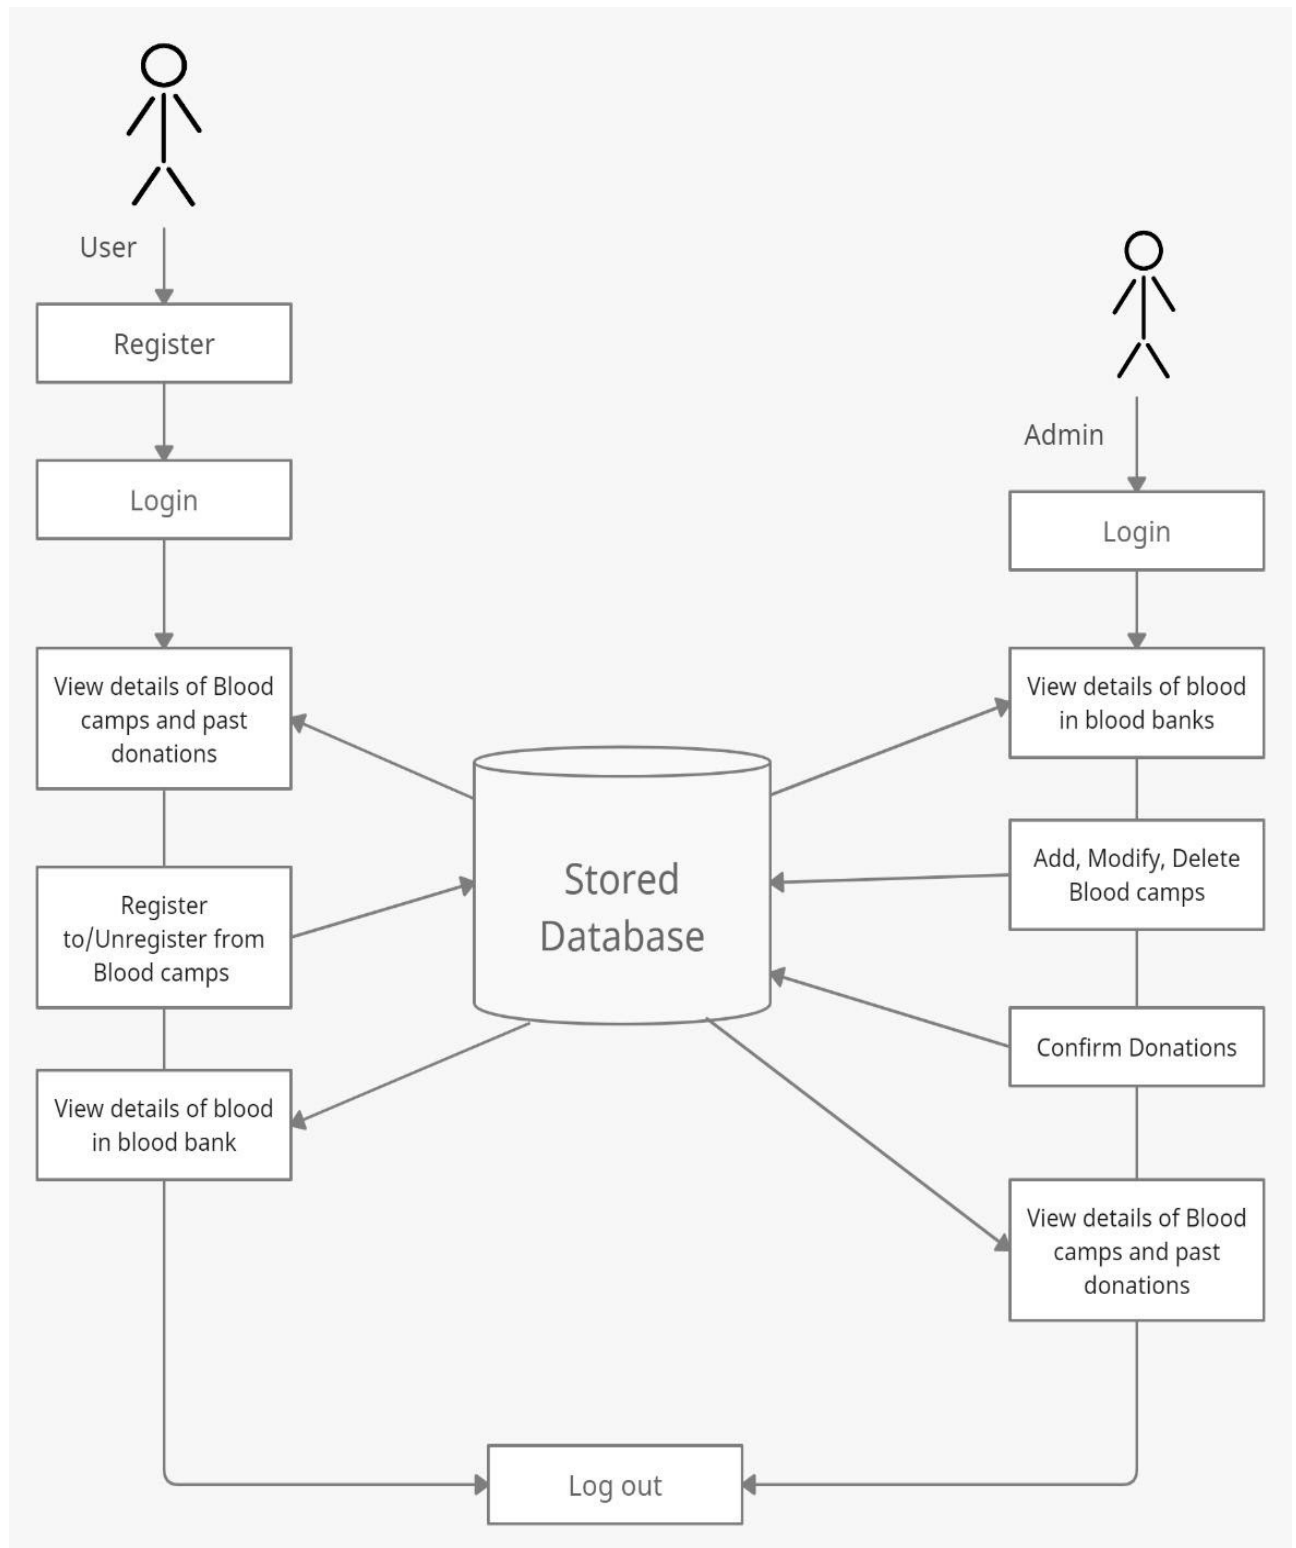 User
Register
Login
View details of Blood
camps and past
donations
Register
to/Unregister from
Blood camps
View details of blood
in blood bank
Stored
Database
Admin
Login
View details of blood
in blood banks
Add, Modify, Delete
Blood camps
Confirm Donations
View details of Blood
camps and past
donations
Log out